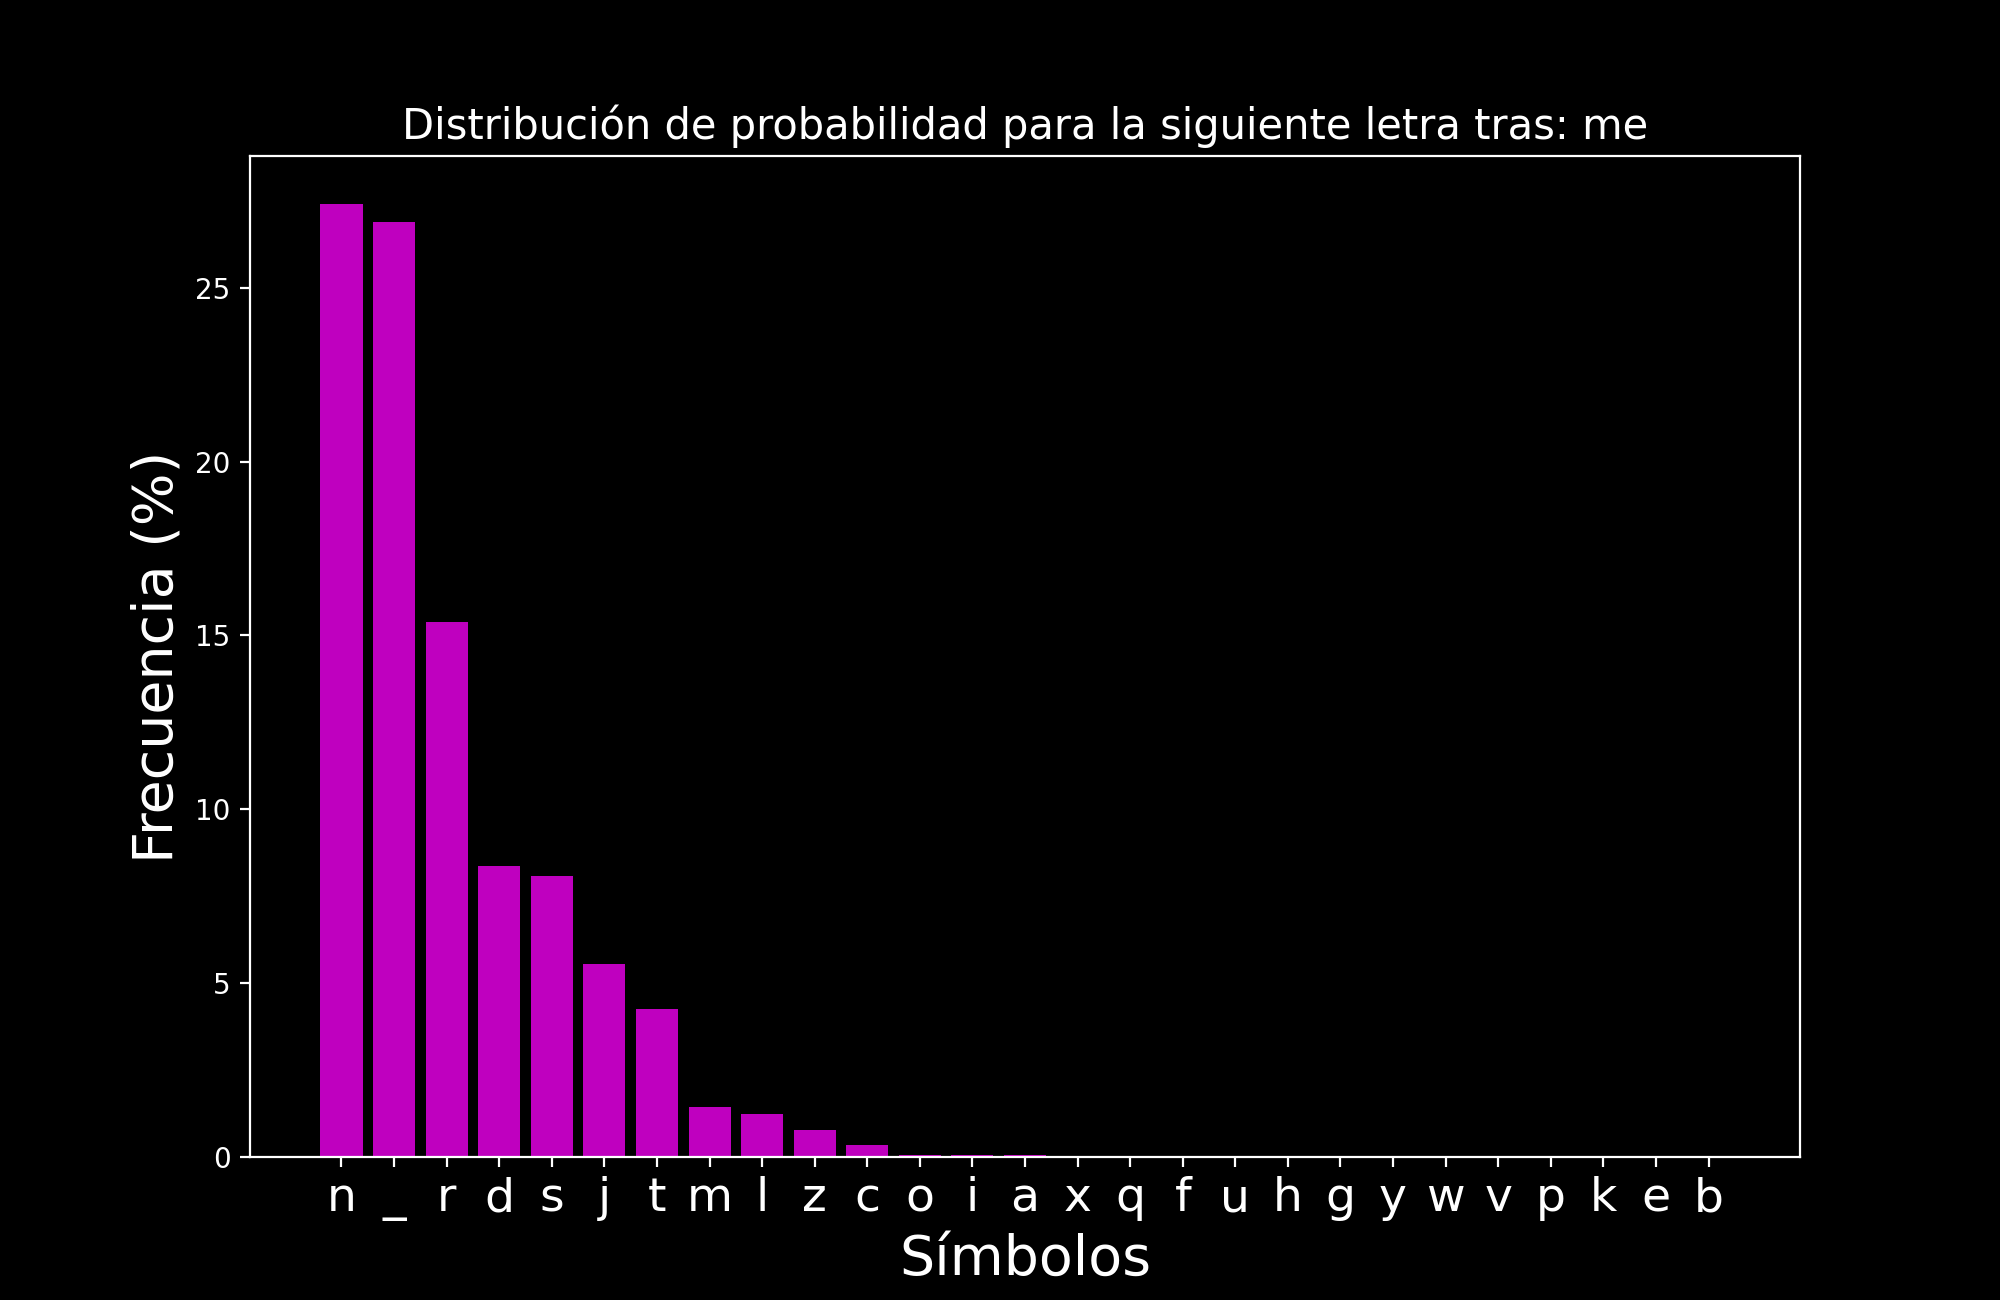 Distribución de probabilidad para la siguiente letra tras: me
Frecuencia (%)
25
20
15
10
5
0
n _ r d s j t m l z c o i a x q f u h g y w v p k e b
Símbolos